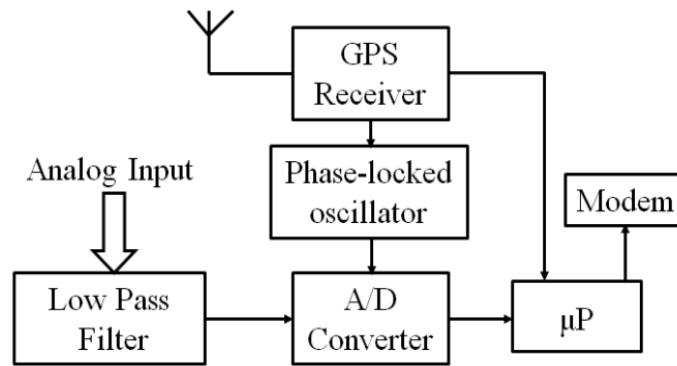 GPS
Receiver
Analog Input
Phase-locked
oscillator
Modem
Low Pass
Filter
A/D
Converter
μP